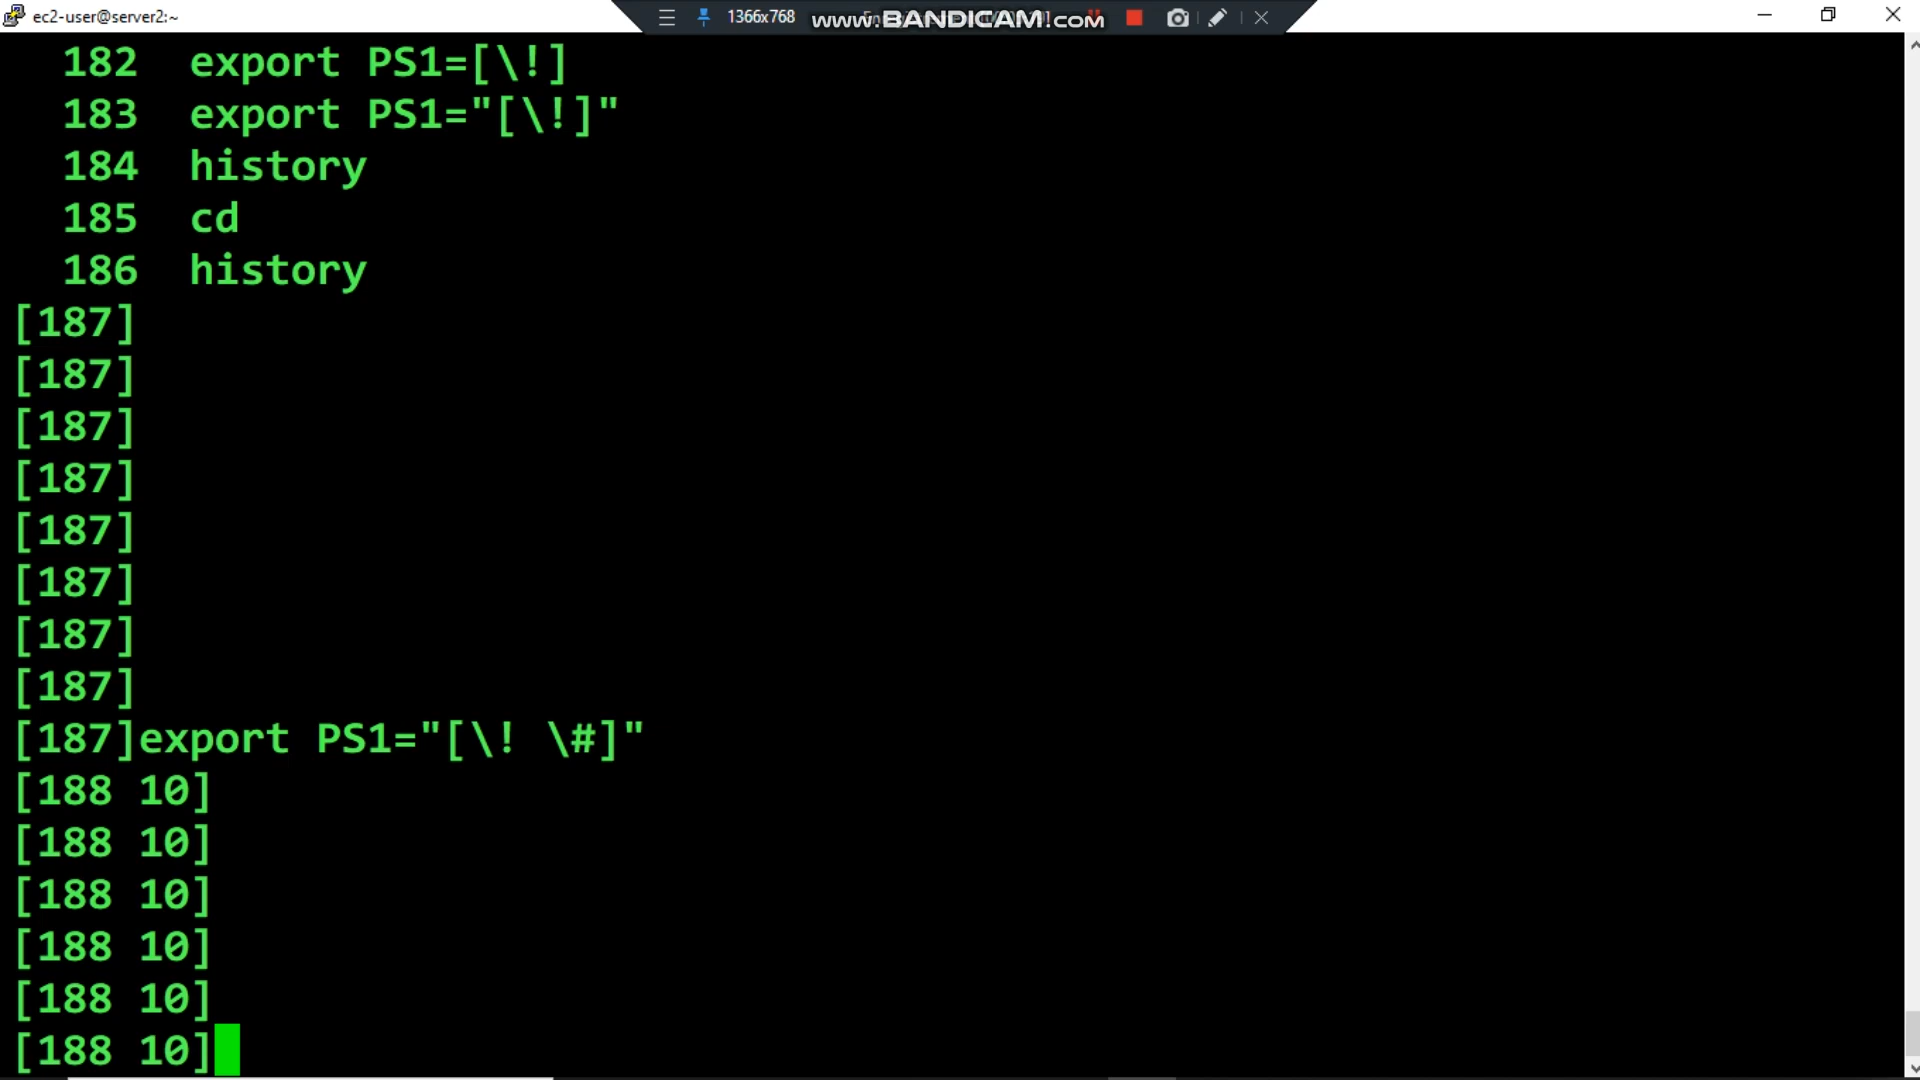 ec2-user@server2:~
1366x768
www.BANDICAM.com
182 export PS1=[\!]
183 export PS1="[\!]"
184 history
185 cd
186 history
[187]
[187]
[187]
[187]
[187]
[187]
[187]
[187]
[187]export PS1="[\! \#]"
[188 10]
[188 10]
[188 10]
[188 10]
[188 10]
[188 10]